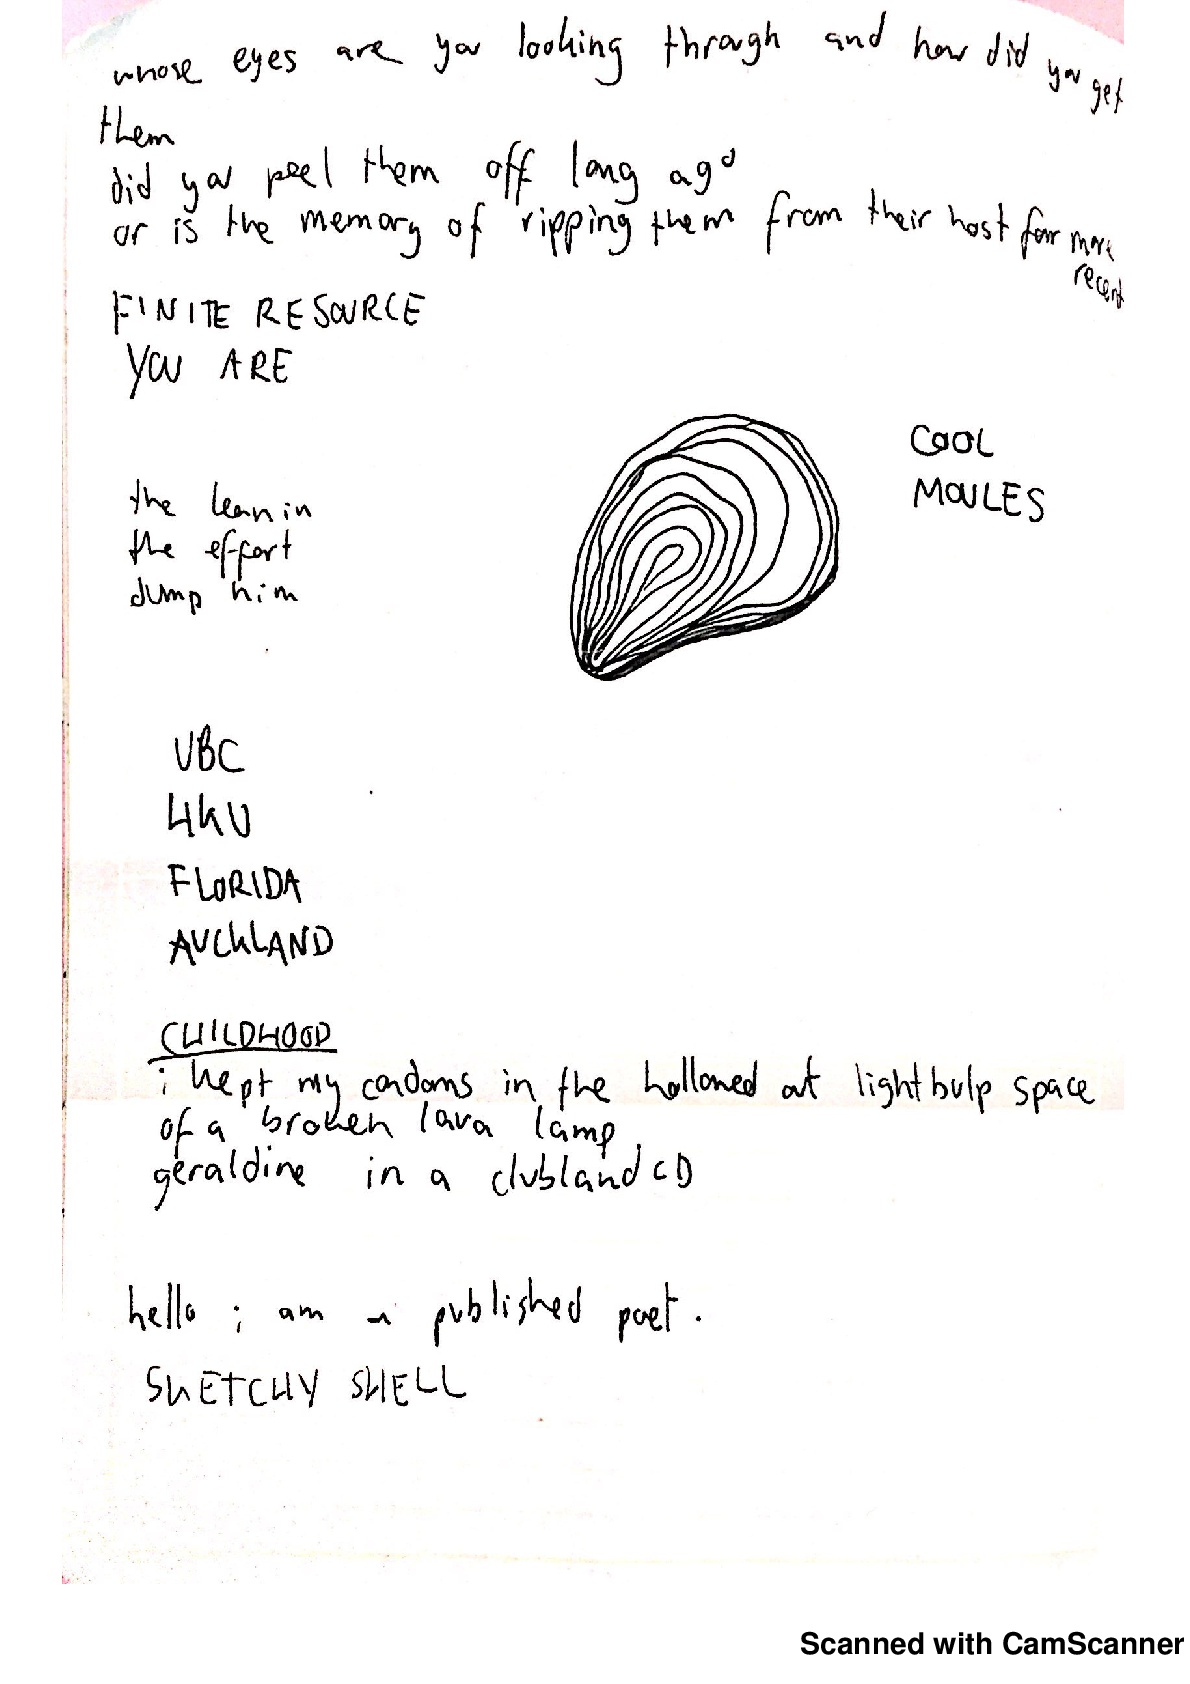 whose eyes are you looking through and how did you get
them
did you peel them off long ago
or is the memory of ripping them from their host far more
recent
FINITE RESOURCE
YOU ARE
COOL
MOULES
the lean in
the effort
dump him
UBC
HKU
FLORIDA
AUCKLAND
CHILDHOOD
i kept my condoms in the hollowed out lightbulp space
of a broken lava lamp
geraldine in a clubland CD
hello i am a published poet.
SKETCHY SHELL
Scanned with CamScanner